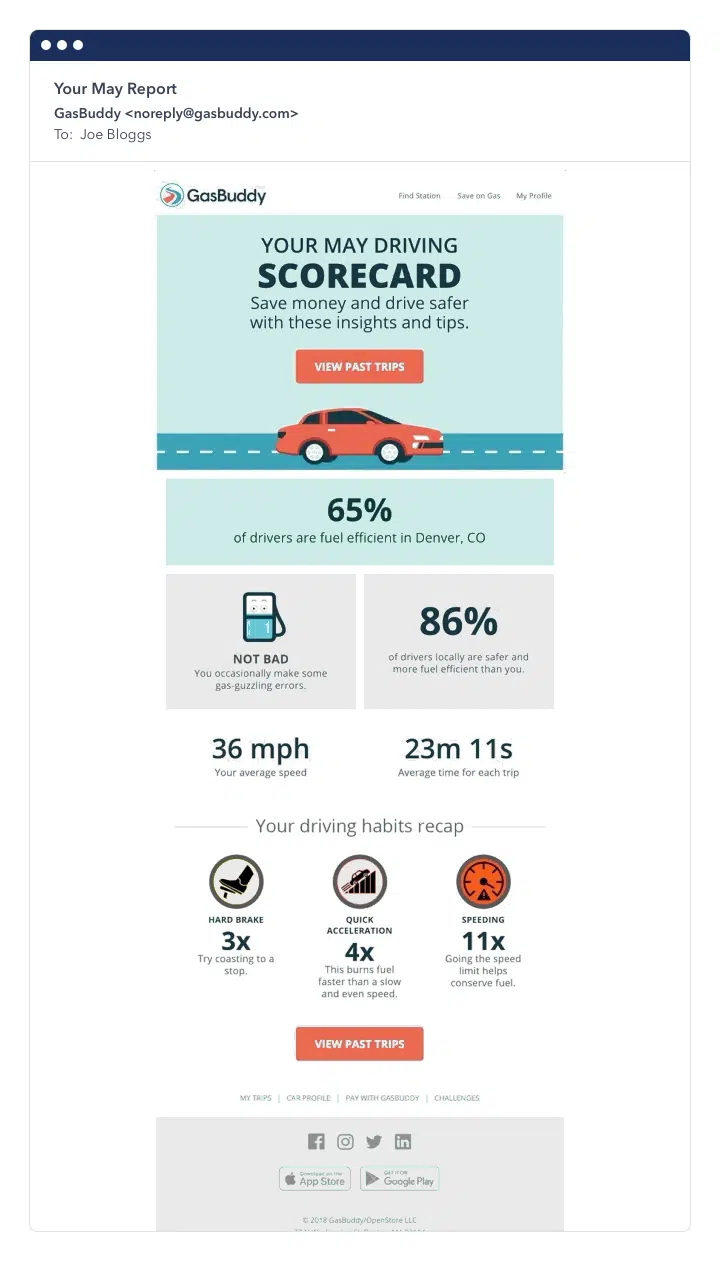 Your May Report
GasBuddy <noreply@gasbuddy.com>
To: Joe Bloggs
GasBuddy
Find Station Save on Gas My Profile
YOUR MAY DRIVING
SCORECARD
Save money and drive safer
with these insights and tips.
VIEW PAST TRIPS
65%
of drivers are fuel efficient in Denver, CO
NOT BAD
You occasionally make some
gas-guzzling errors.
86%
of drivers locally are safer and
more fuel efficient than you.
36 mph
Your average speed
23m 11s
Average time for each trip
Your driving habits recap
HARD BRAKE
3x
Try coasting to a
stop.
QUICK
ACCELERATION
4x
This burns fuel
faster than a slow
and even speed.
SPEEDING
11x
Going the speed
limit helps
conserve fuel.
VIEW PAST TRIPS
MY TRIPS | CAR PROFILE | PAY WITH GASBUDDY | CHALLENGES
Download on the
App Store
GET IT ON
Google Play
© 2018 GasBuddy/OpenStore LLC